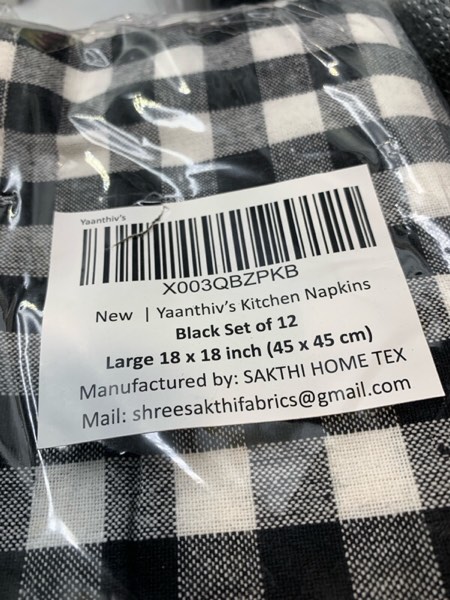 Yaanthiv's
X003QBZPKB
New | Yaanthiv's Kitchen Napkins
Black Set of 12
Large 18 x 18 inch (45 x 45 cm)
Manufactured by: SAKTHI HOME TEX
Mail: shreesakthifabrics@gmail.com